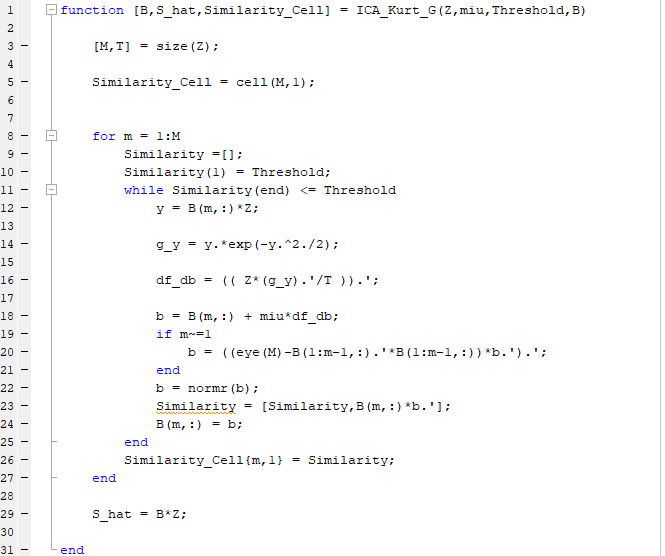 1 function [B,S_hat,Similarity_Cell] = ICA_Kurt_G(Z,miu,Threshold,B)
2
3 [M,T] = size(Z);
4
5 Similarity_Cell = cell(M,1);
6
7
8 for m = 1:M
9 Similarity =[];
10 Similarity(1) = Threshold;
11 while Similarity(end) <= Threshold
12 y = B(m,:)*Z;
13
14 g_y = y.*exp(-y.^2./2);
15
16 df_db = (( Z*(g_y).'/T )).';
17
18 b = B(m,:) + miu*df_db;
19 if m~=1
20 b = ((eye(M)-B(1:m-1,:).'*B(1:m-1,:))*b.').';
21 end
22 b = normr(b);
23 Similarity = [Similarity,B(m,:)*b.'];
24 B(m,:) = b;
25 end
26 Similarity_Cell{m,1} = Similarity;
27 end
28
29 S_hat = B*Z;
30
31 end